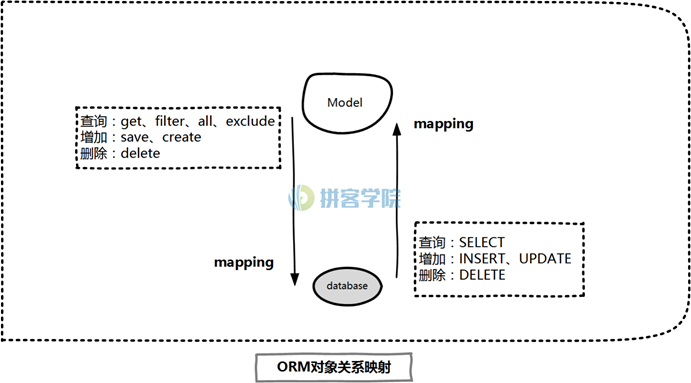 Model
查询：get、filter、all、exclude
增加：save、create
删除：delete
mapping
拼客学院
查询：SELECT
增加：INSERT、UPDATE
删除：DELETE
mapping
database
ORM对象关系映射